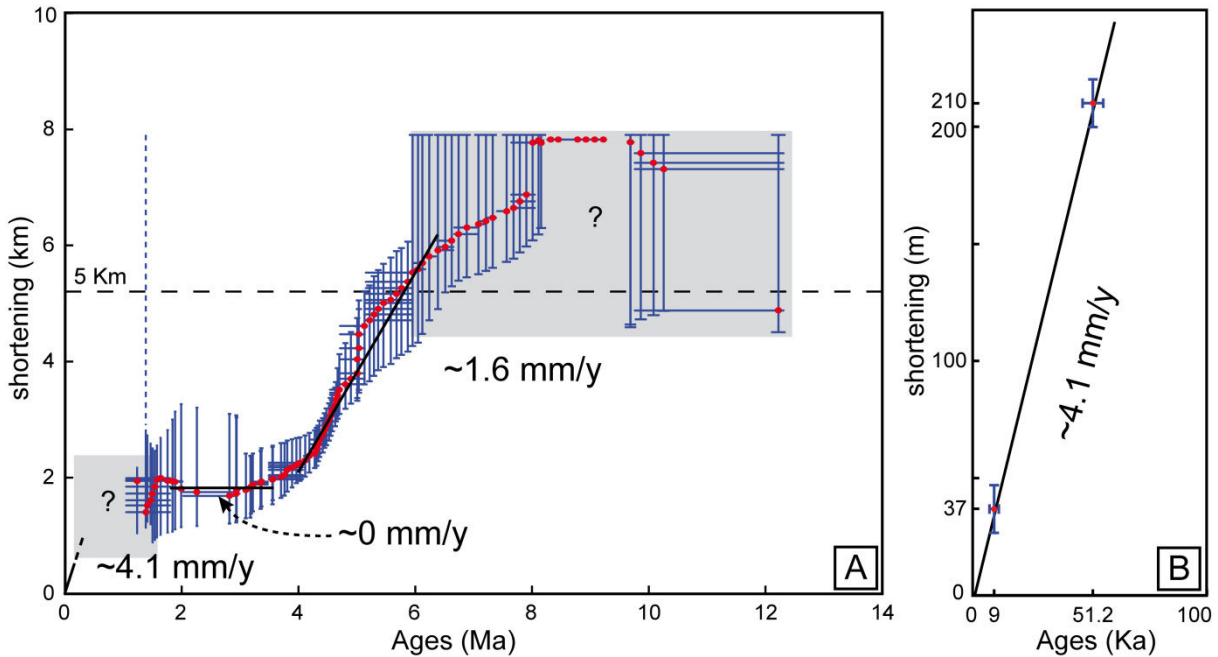 10
8
6
4
2
0
shortening (km)
5 Km
?
?
~1.6 mm/y
~0 mm/y
~4.1 mm/y
A
0 2 4 6 8 10 12 14
Ages (Ma)
210
200
100
37
0
shortening (m)
~4.1 mm/y
B
0 9 51.2 100
Ages (Ka)